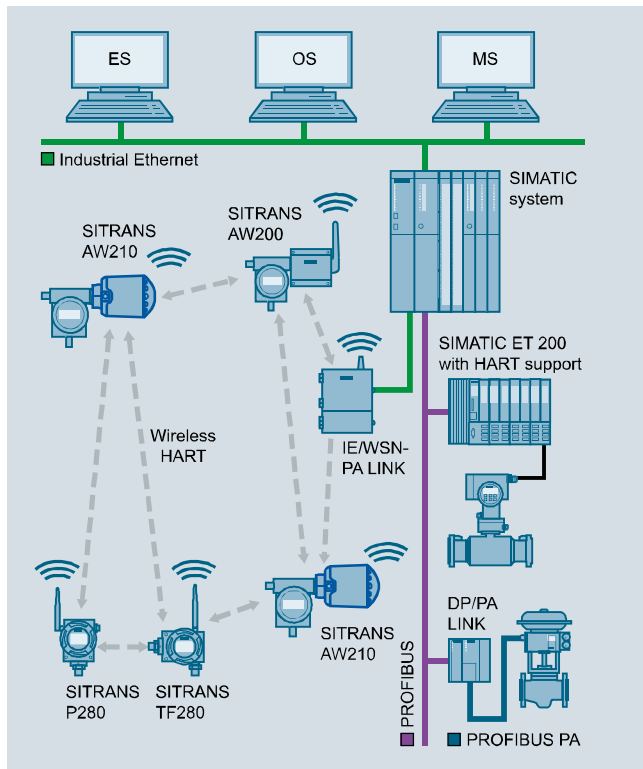 ES
OS
MS
Industrial Ethernet
SIMATIC
system
SITRANS
AW200
SITRANS
AW210
SIMATIC ET 200
with HART support
Wireless
HART
IE/WSN-
PA LINK
DP/PA
LINK
SITRANS
AW210
SITRANS
P280
SITRANS
TF280
PROFIBUS
PROFIBUS PA